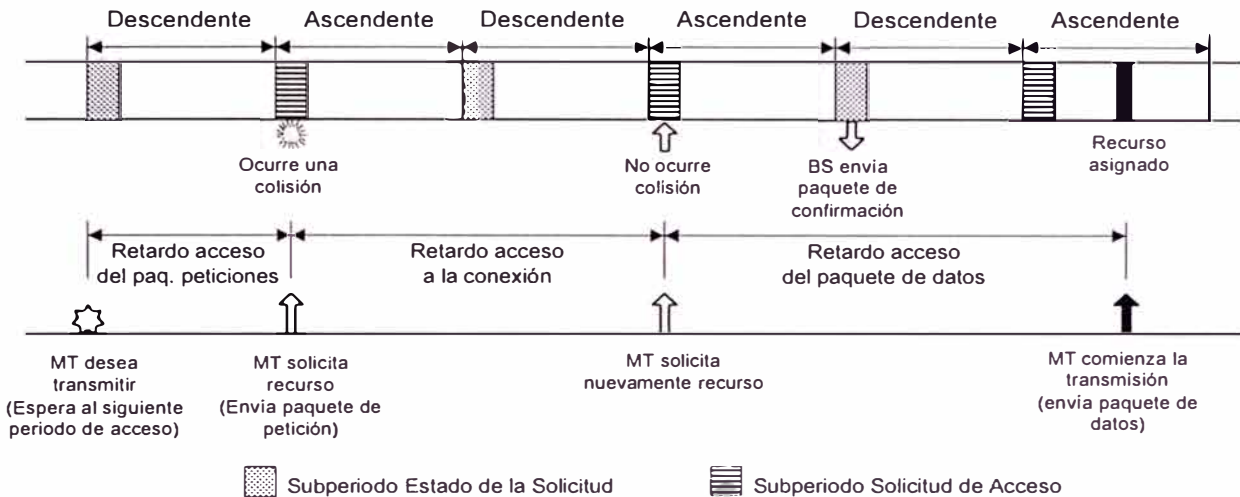 Descendente
Ascendente
Descendente
Ascendente
Descendente
Ascendente
Ocurre una
colisión
No ocurre
colisión
BS envia
paquete de
confirmación
Recurso
asignado
Retardo acceso
del paq. peticiones
Retardo acceso
a la conexión
Retardo acceso
del paquete de datos
MT desea
transmitir
(Espera al siguiente
periodo de acceso)
MT solicita
recurso
(Envia paquete de
petición)
MT solicita
nuevamente recurso
MT comienza la
transmisión
(envia paquete de
datos)
Subperiodo Estado de la Solicitud
Subperiodo Solicitud de Acceso